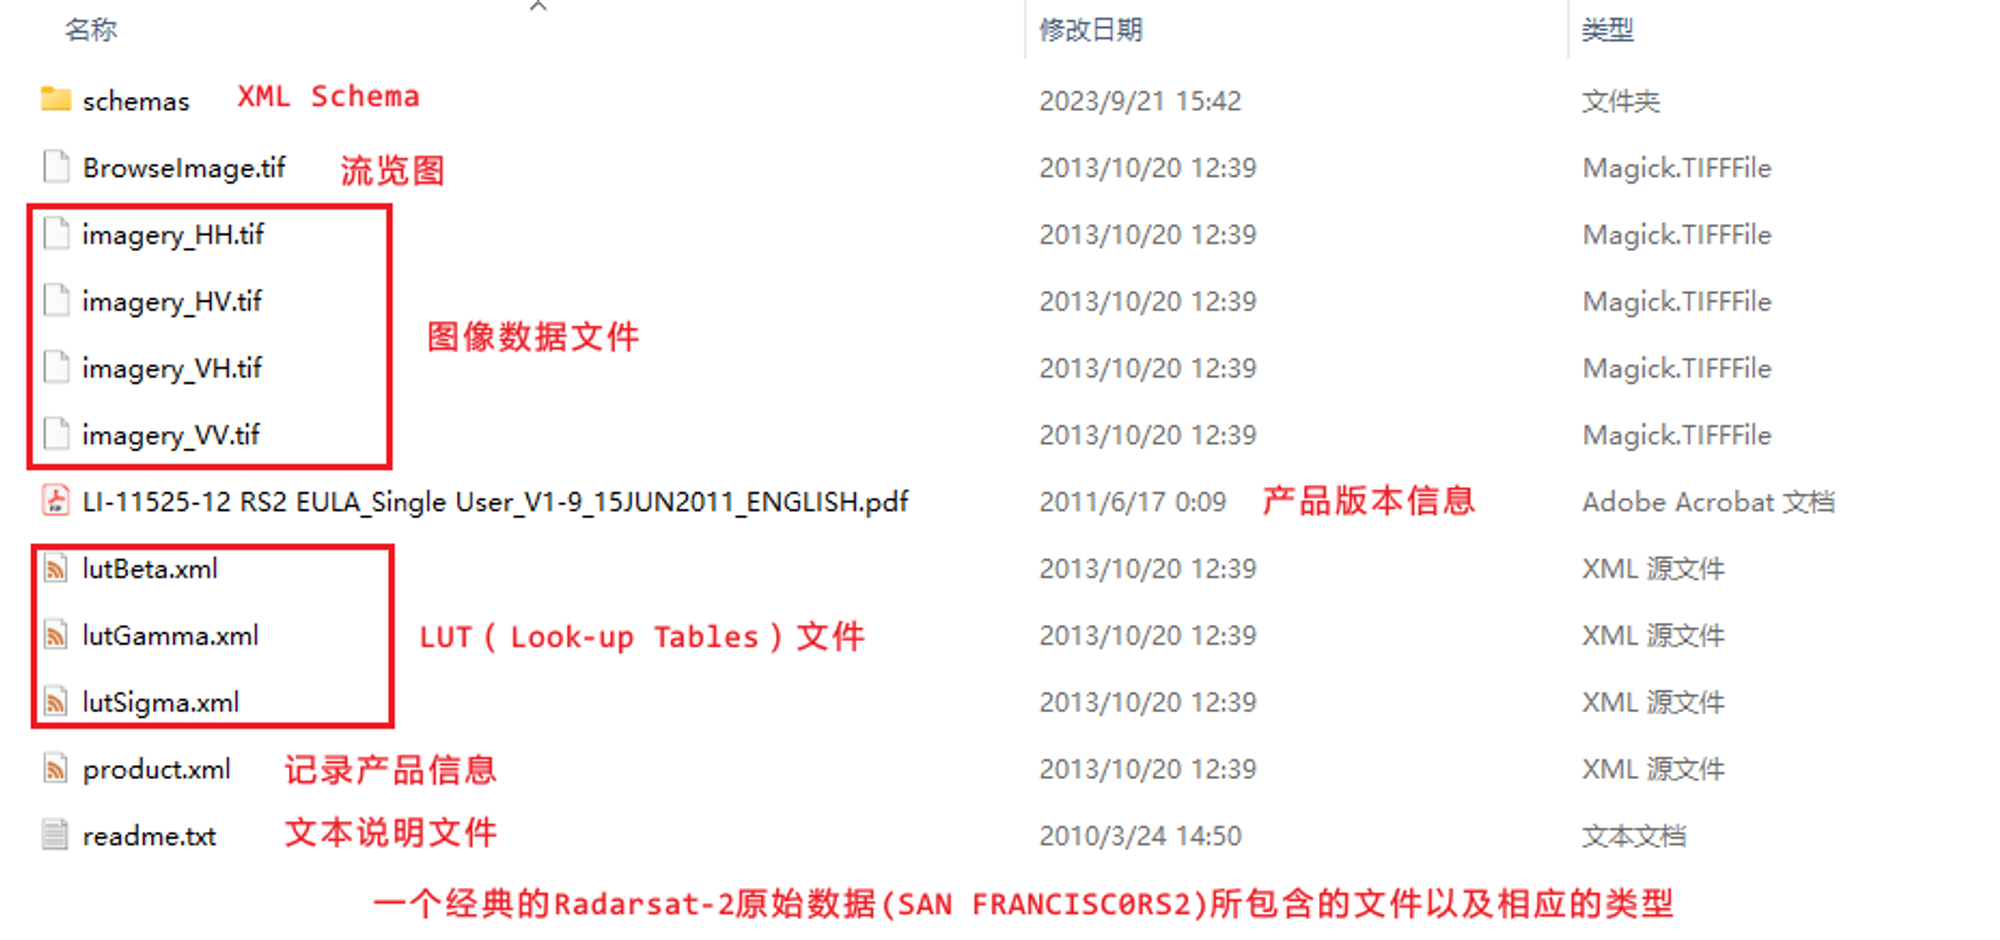 名称 修改日期 类型
schemas XML Schema 2023/9/21 15:42 文件夹
BrowseImage.tif 流览图 2013/10/20 12:39 Magick.TIFFFile
imagery_HH.tif 2013/10/20 12:39 Magick.TIFFFile
imagery_HV.tif 2013/10/20 12:39 Magick.TIFFFile
图像数据文件
imagery_VH.tif 2013/10/20 12:39 Magick.TIFFFile
imagery_VV.tif 2013/10/20 12:39 Magick.TIFFFile
LI-11525-12 RS2 EULA_Single User_V1-9_15JUN2011_ENGLISH.pdf 2011/6/17 0:09 产品版本信息 Adobe Acrobat 文档
lutBeta.xml 2013/10/20 12:39 XML 源文件
lutGamma.xml LUT ( Look-up Tables ) 文件 2013/10/20 12:39 XML 源文件
lutSigma.xml 2013/10/20 12:39 XML 源文件
product.xml 记录产品信息 2013/10/20 12:39 XML 源文件
readme.txt 文本说明文件 2010/3/24 14:50 文本文档
一个经典的Radarsat-2原始数据(SAN FRANCISC0RS2)所包含的文件以及相应的类型